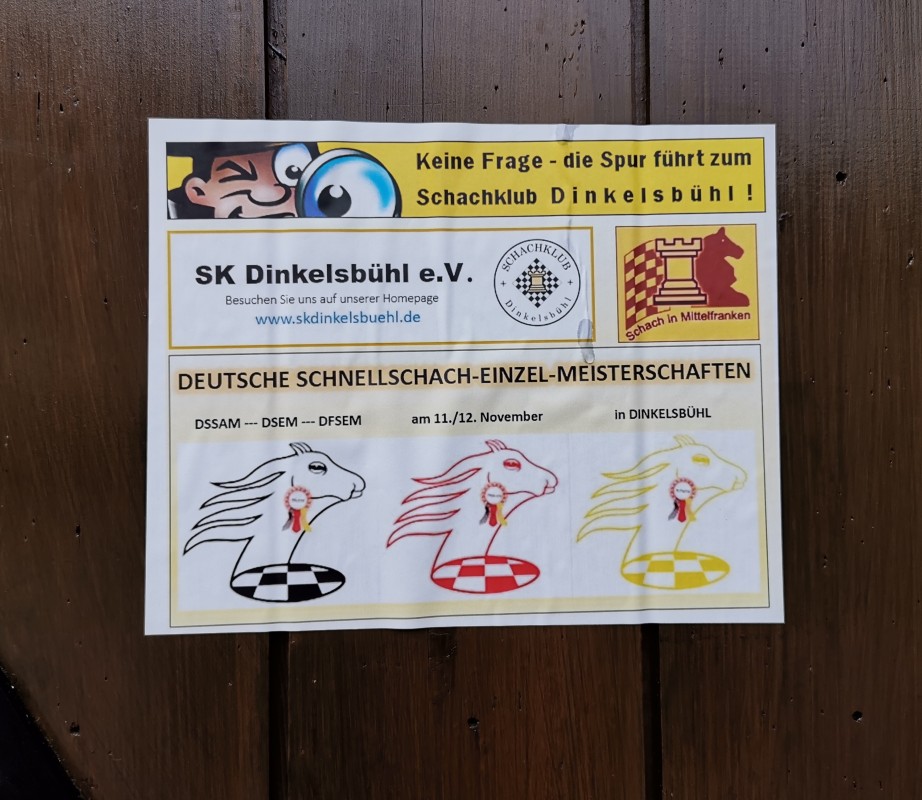 Keine Frage - die Spur führt zum
Schachklub Dinkelsbühl !
SK Dinkelsbühl e.V.
Besuchen Sie uns auf unserer Homepage
www.skdinkelsbuehl.de
SCHACHKLUB
Dinkelsbühl
Schach in Mittelfranken
DEUTSCHE SCHNELLSCHACH-EINZEL-MEISTERSCHAFTEN
DSSAM --- DSEM --- DFSEM am 11./12. November in DINKELSBÜHL